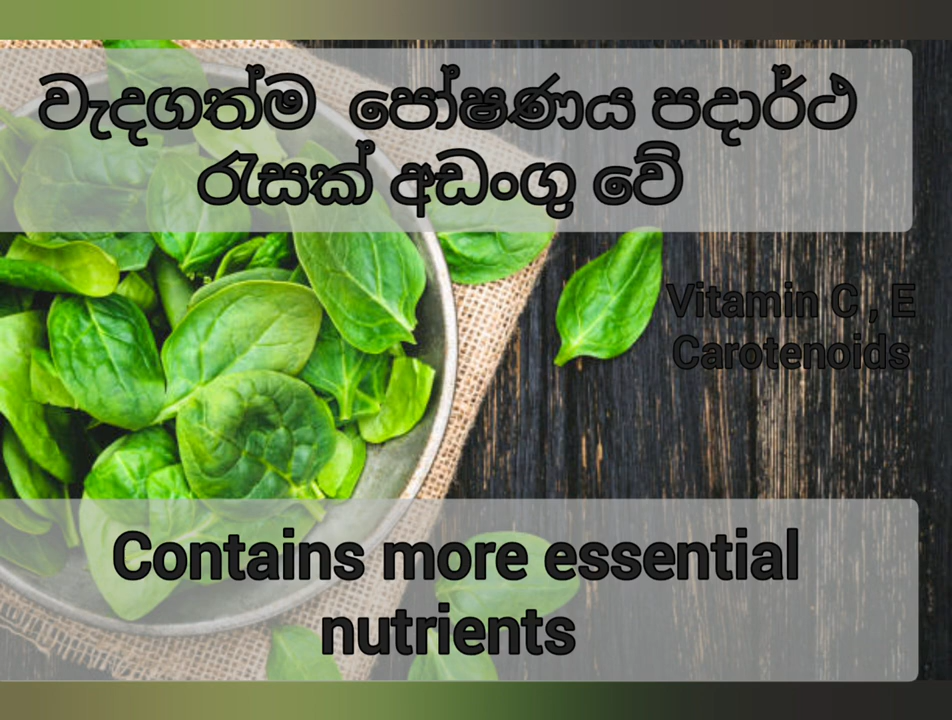 වැදගත්ම පෝෂණය පදාර්ථ
රැසක් අඩංගු වේ
Vitamin C , E
Carotenoids
Contains more essential
nutrients